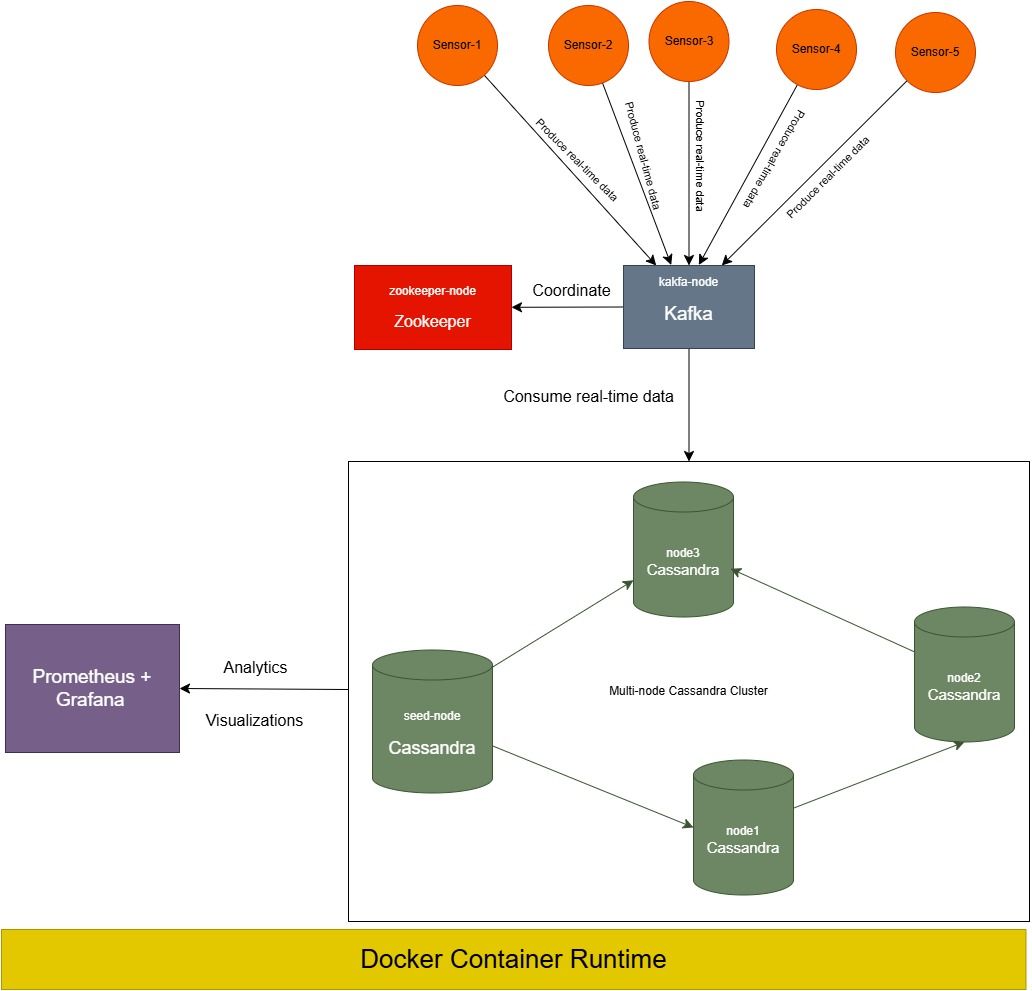 Sensor-1
Sensor-2
Sensor-3
Sensor-4
Sensor-5
Produce real-time data
Produce real-time data
Produce real-time data
Produce real-time data
Produce real-time data
zookeeper-node
Zookeeper
Coordinate
kakfa-node
Kafka
Consume real-time data
node3
Cassandra
Prometheus +
Grafana
Analytics
Visualizations
seed-node
Cassandra
Multi-node Cassandra Cluster
node2
Cassandra
node1
Cassandra
Docker Container Runtime